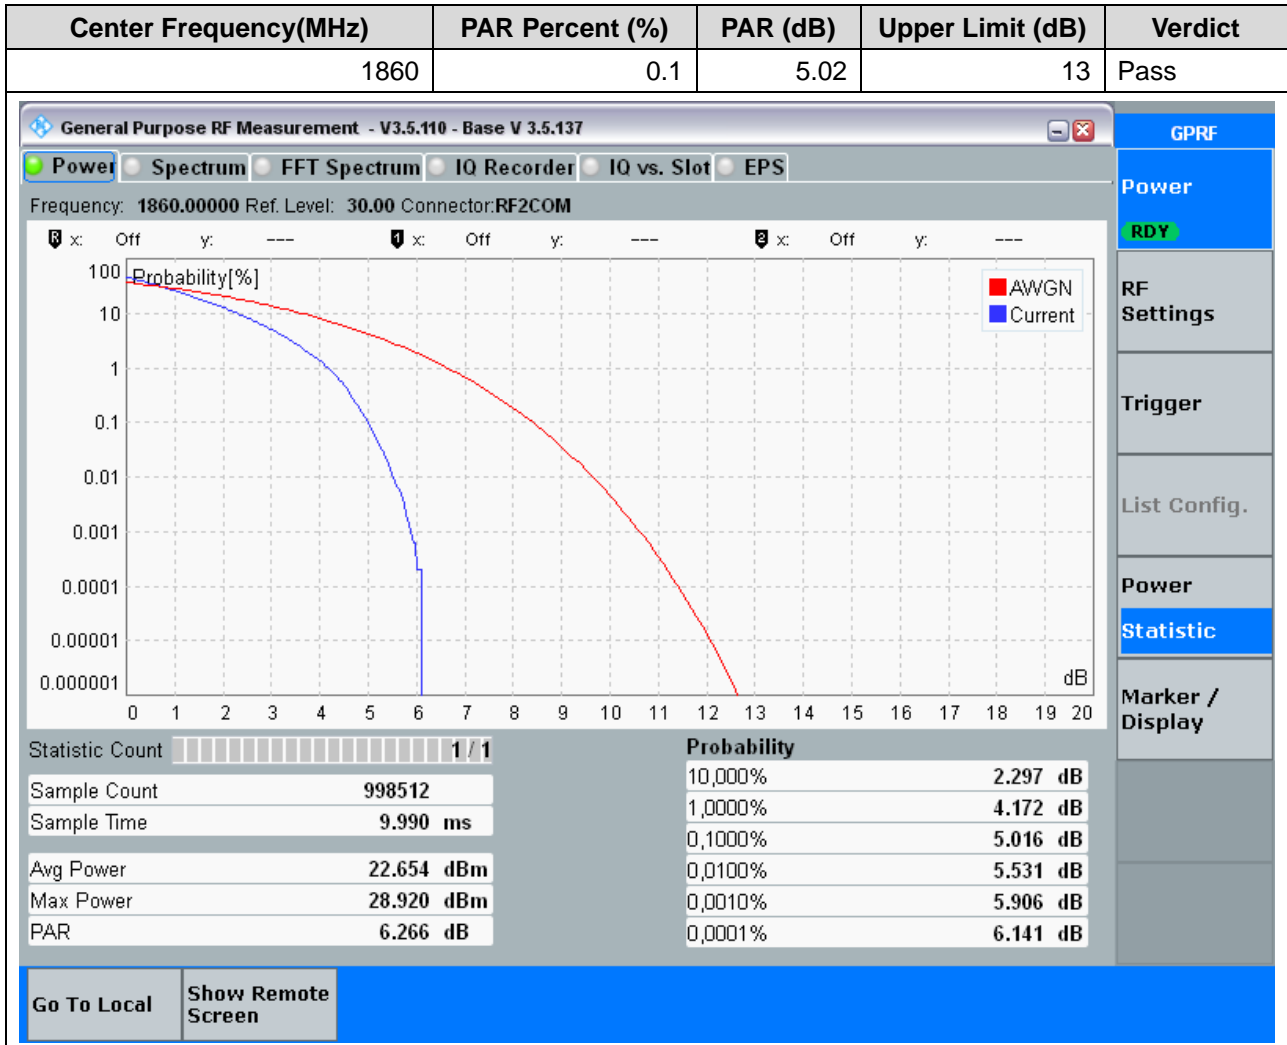 Center Frequency(MHz) PAR Percent (%) PAR (dB) Upper Limit (dB) Verdict
1860 0.1 5.02 13 Pass
General Purpose RF Measurement - V3.5.110 - Base V 3.5.137
GPRF
Power Spectrum FFT Spectrum IQ Recorder IQ vs. Slot EPS
Power
RDY
Frequency: 1860.00000 Ref. Level: 30.00 Connector:RF2COM
R x: Off y: --- 1 x: Off y: --- 2 x: Off y: ---
Probability[%]
AWGN
Current
100
10
1
0.1
0.01
0.001
0.0001
0.00001
0.000001
dB
0 1 2 3 4 5 6 7 8 9 10 11 12 13 14 15 16 17 18 19 20
RF
Settings
Trigger
List Config.
Power
Statistic
Marker /
Display
Statistic Count 1 / 1
Sample Count 998512
Sample Time 9.990 ms
Avg Power 22.654 dBm
Max Power 28.920 dBm
PAR 6.266 dB
Probability
10,000% 2.297 dB
1,0000% 4.172 dB
0,1000% 5.016 dB
0,0100% 5.531 dB
0,0010% 5.906 dB
0,0001% 6.141 dB
Go To Local
Show Remote
Screen